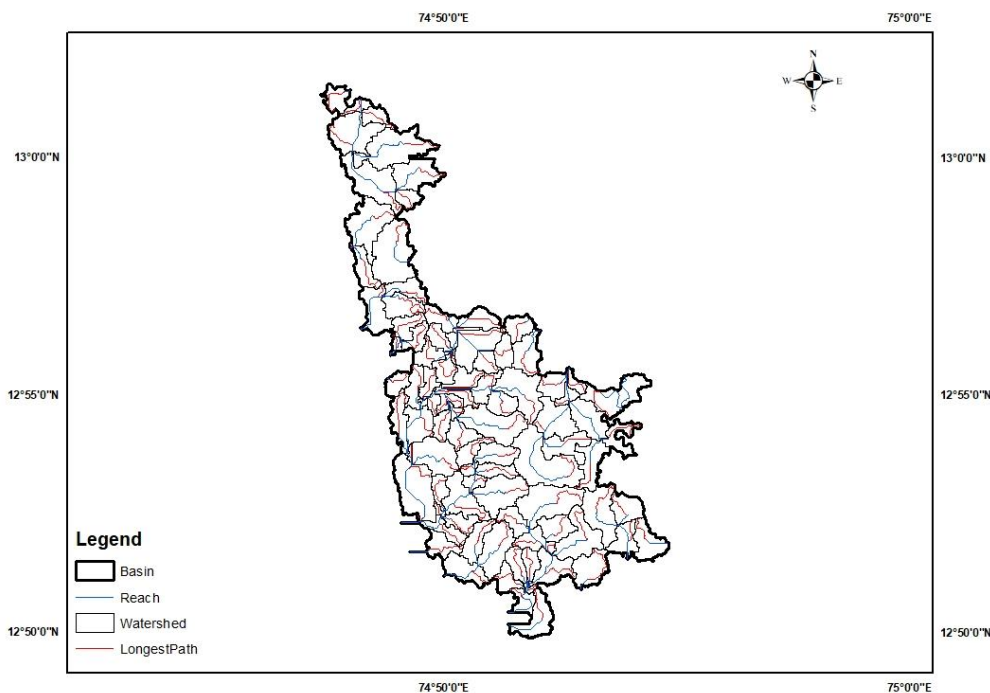 74°50'0"E 75°0'0"E
N
W E
S
13°0'0"N 13°0'0"N
12°55'0"N 12°55'0"N
Legend
Basin
Reach
Watershed
LongestPath
12°50'0"N 12°50'0"N
74°50'0"E 75°0'0"E